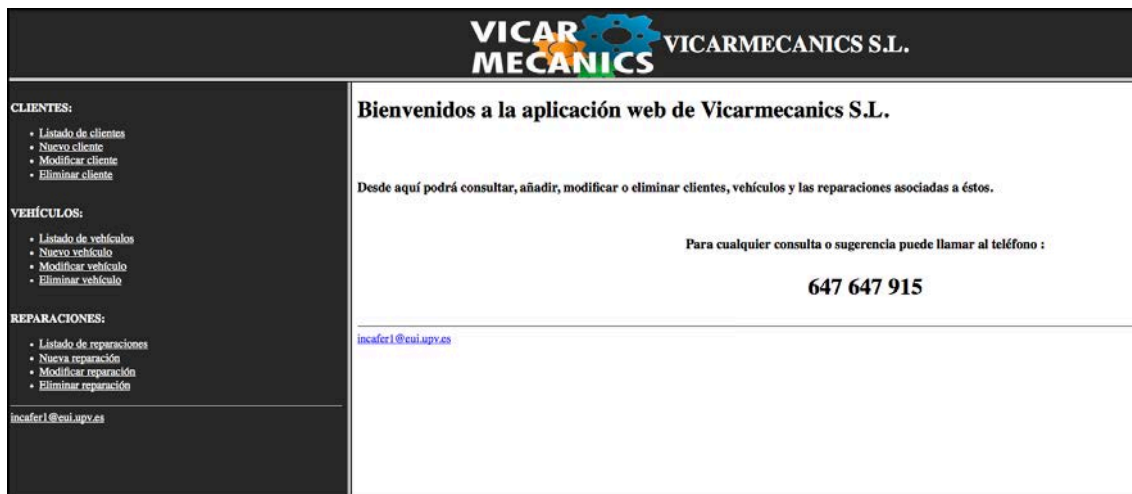 VICAR
MECANICS
VICARMECANICS S.L.
CLIENTES:
• Listado de clientes
• Nuevo cliente
• Modificar cliente
• Eliminar cliente
VEHÍCULOS:
• Listado de vehículos
• Nuevo vehículo
• Modificar vehículo
• Eliminar vehículo
REPARACIONES:
• Listado de reparaciones
• Nueva reparación
• Modificar reparación
• Eliminar reparación
incafer1@eui.upv.es
Bienvenidos a la aplicación web de Vicarmecanics S.L.
Desde aquí podrá consultar, añadir, modificar o eliminar clientes, vehículos y las reparaciones asociadas a éstos.
Para cualquier consulta o sugerencia puede llamar al teléfono :
647 647 915
incafer1@eui.upv.es